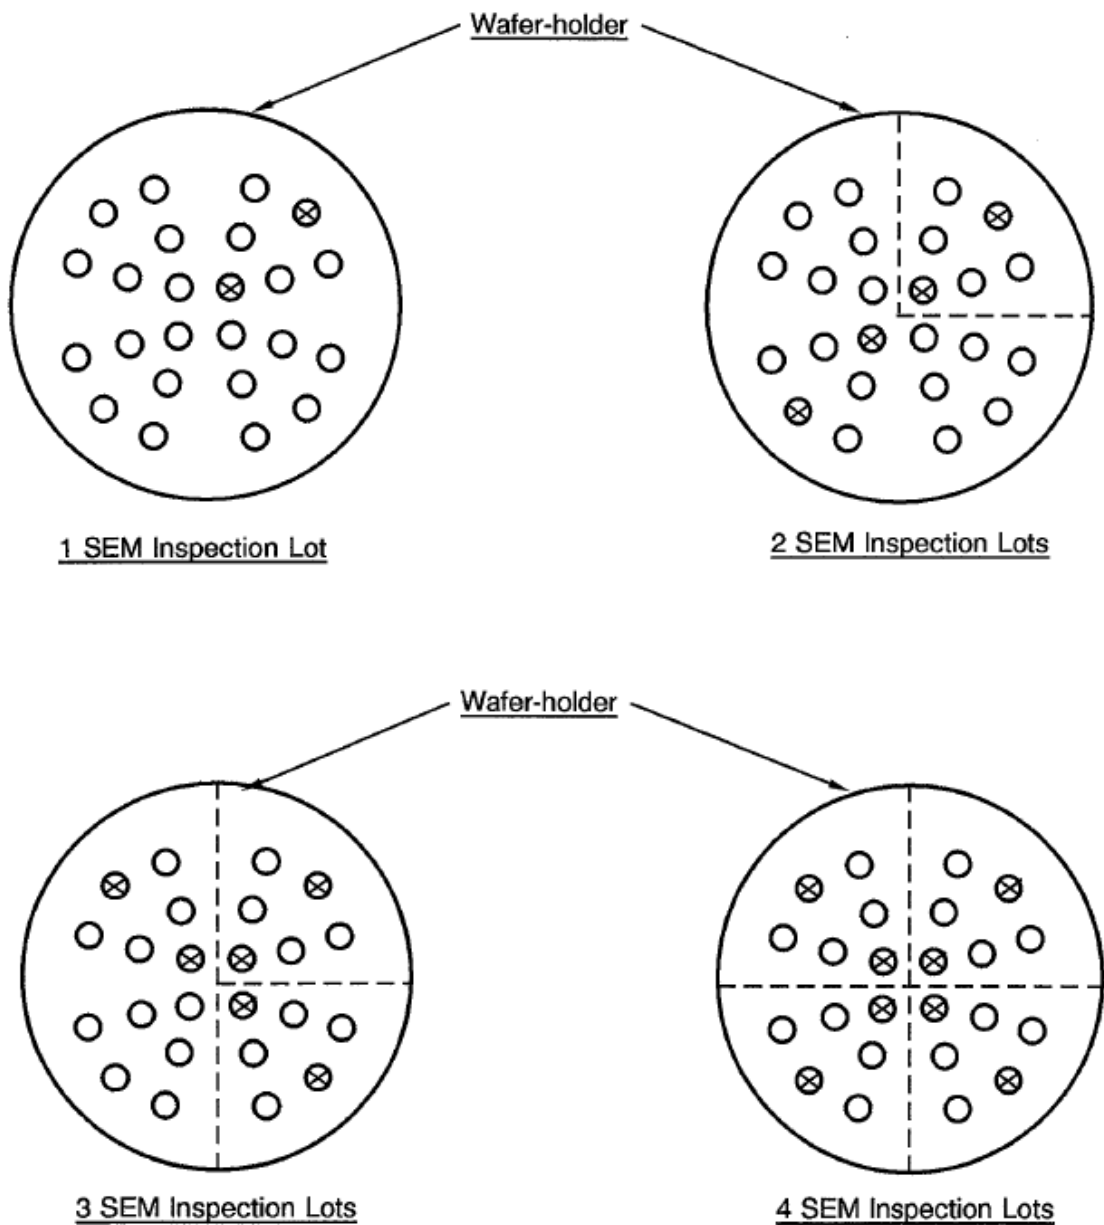 Wafer-holder
1 SEM Inspection Lot
2 SEM Inspection Lots
Wafer-holder
3 SEM Inspection Lots
4 SEM Inspection Lots